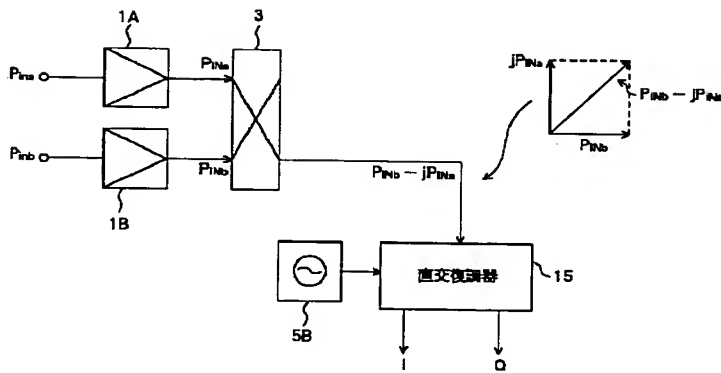 1A
3
Pina
PINa
jPINa
PINb − jPINa
Pinb
PINb
PINb
1B
PINb − jPINa
直交復調器
15
5B
I
Q